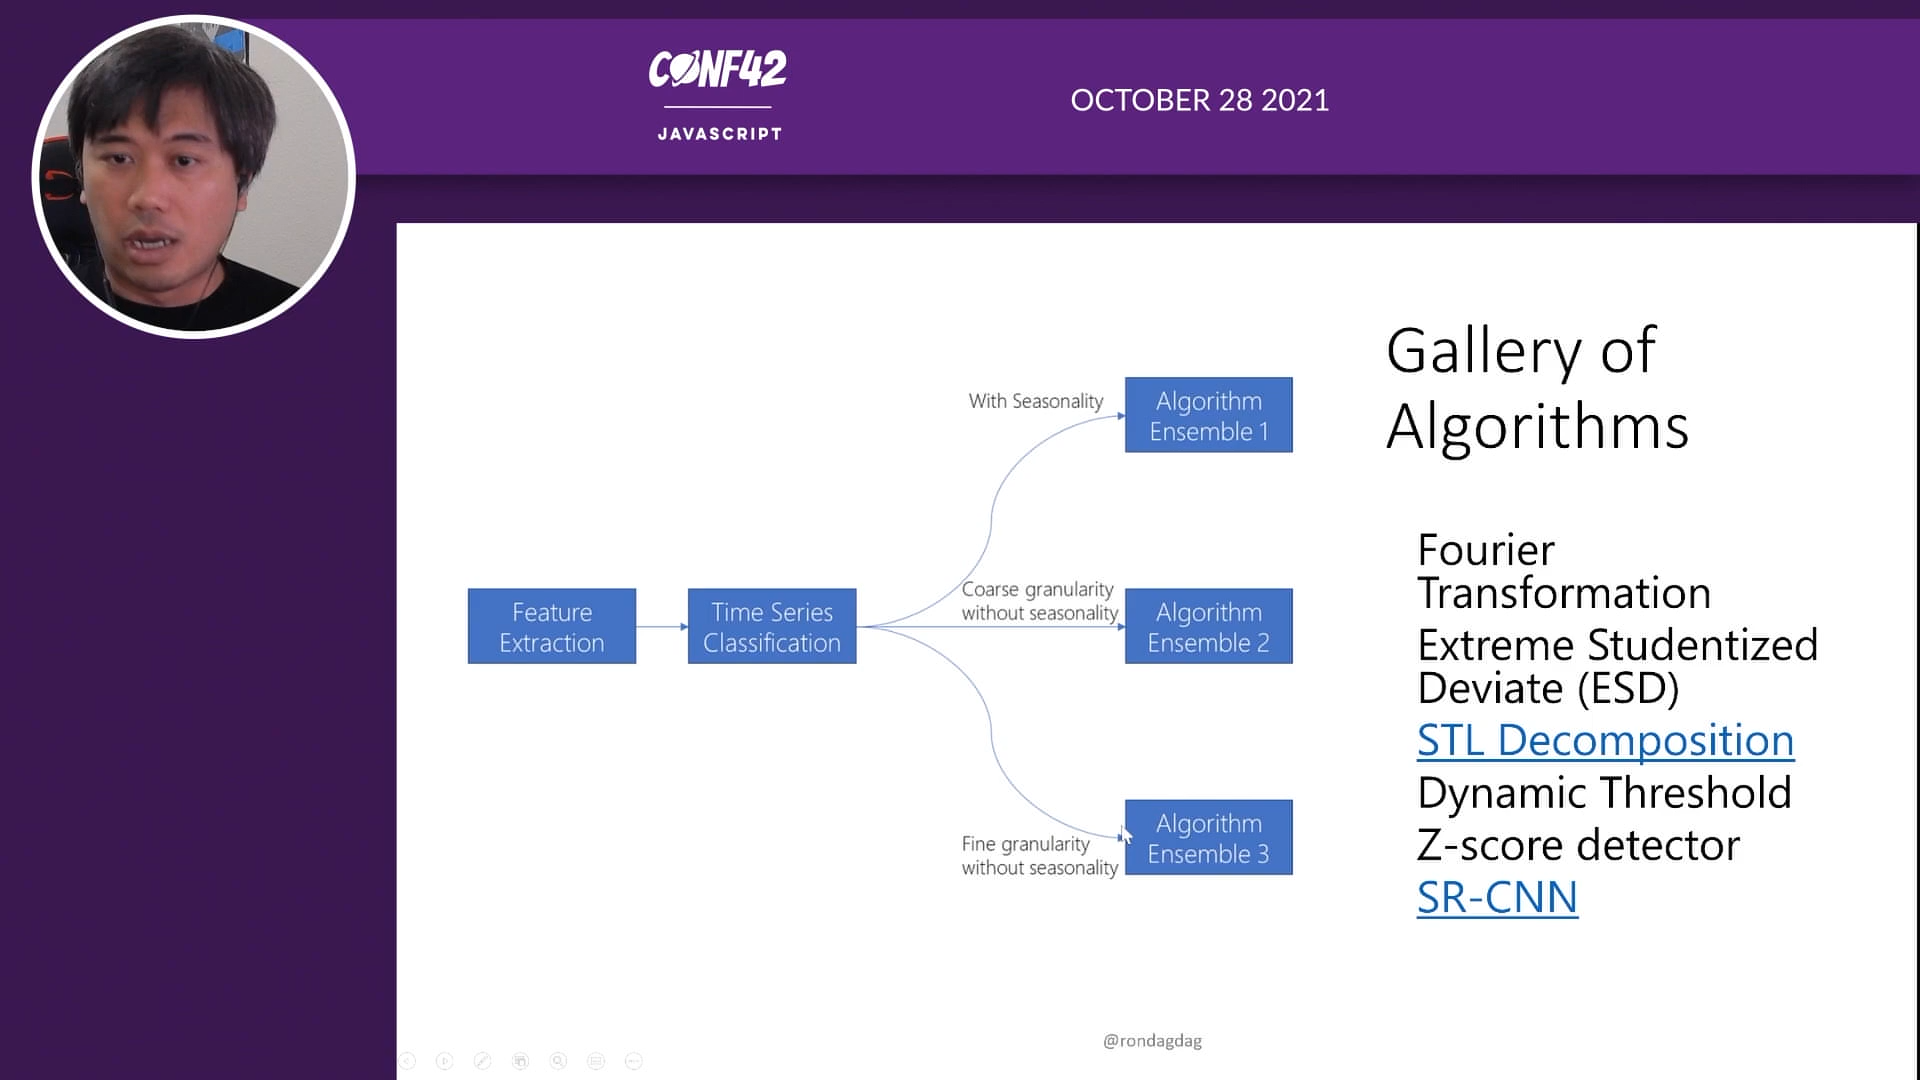 CONF42
JAVASCRIPT
OCTOBER 28 2021
Gallery of
Algorithms
With Seasonality
Algorithm
Ensemble 1
Feature
Extraction
Time Series
Classification
Coarse granularity
without seasonality
Algorithm
Ensemble 2
Fine granularity
without seasonality
Algorithm
Ensemble 3
Fourier
Transformation
Extreme Studentized
Deviate (ESD)
STL Decomposition
Dynamic Threshold
Z-score detector
SR-CNN
@rondagdag